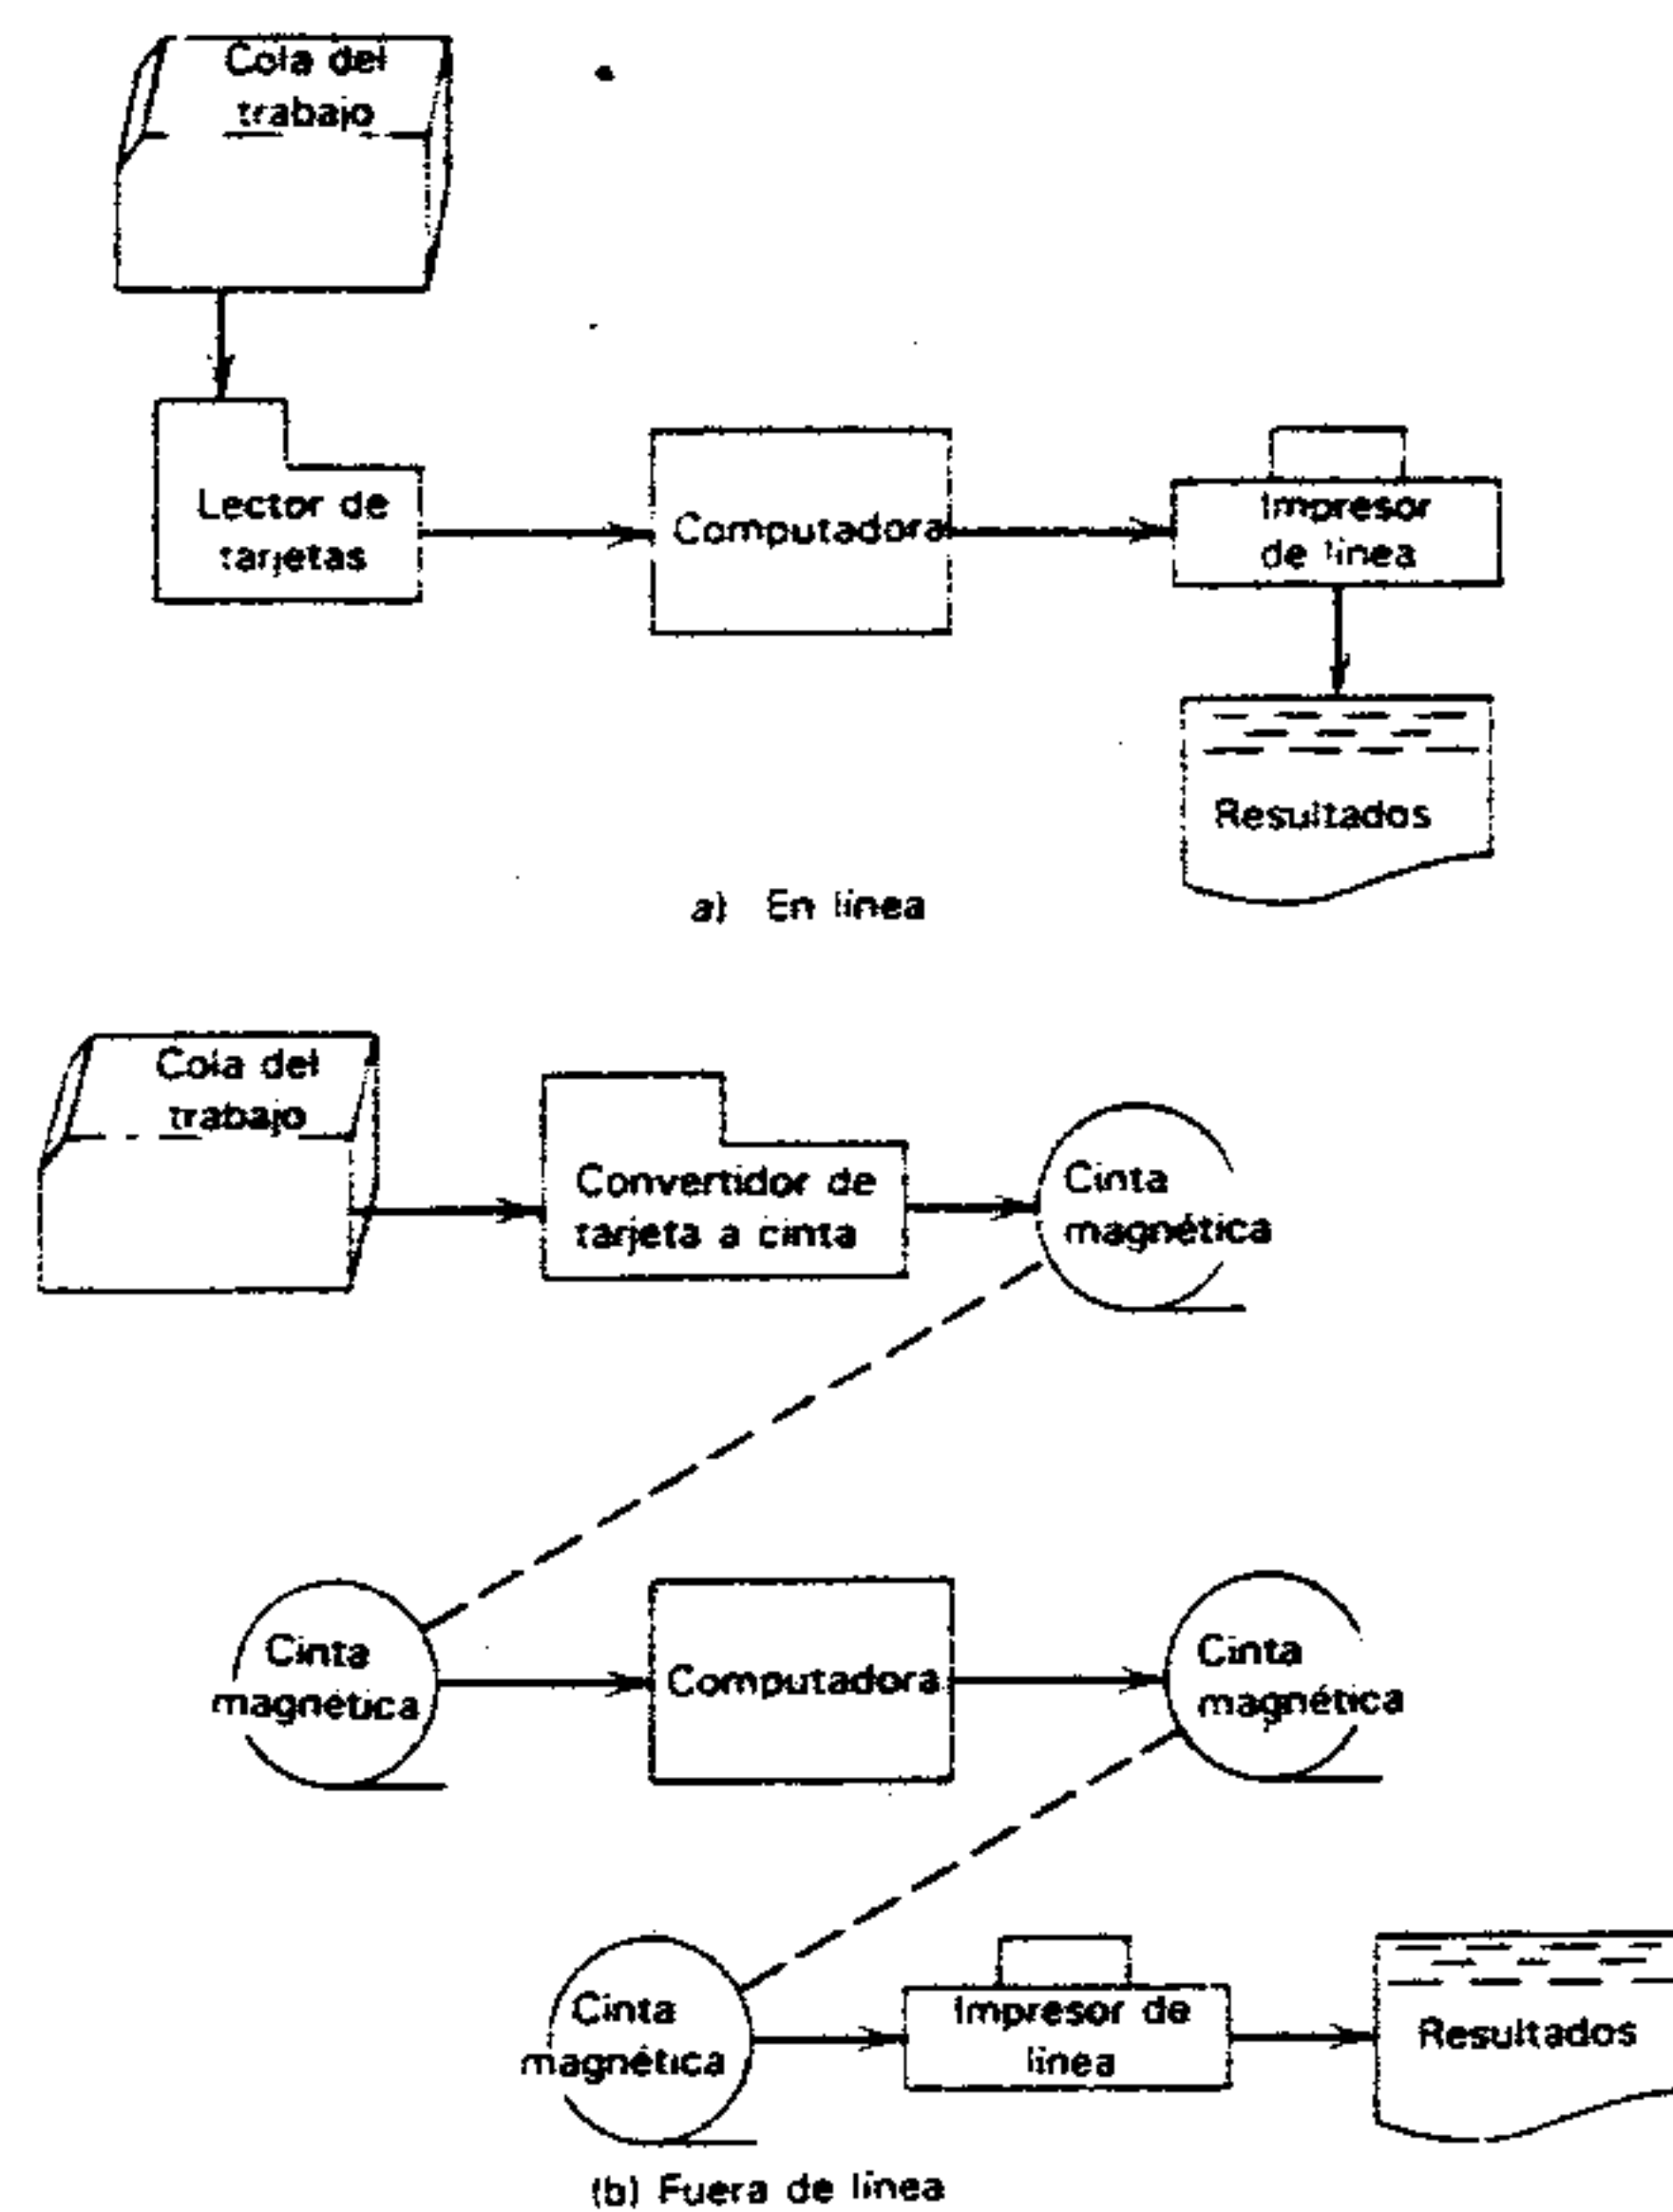 Cola del
trabajo
Lector de
tarjetas
Computadora
Impresor
de línea
Resultados
a) En línea
Cola del
trabajo
Convertidor de
tarjeta a cinta
Cinta
magnética
Cinta
magnética
Computadora
Cinta
magnética
Cinta
magnética
Impresor de
línea
Resultados
(b) Fuera de línea